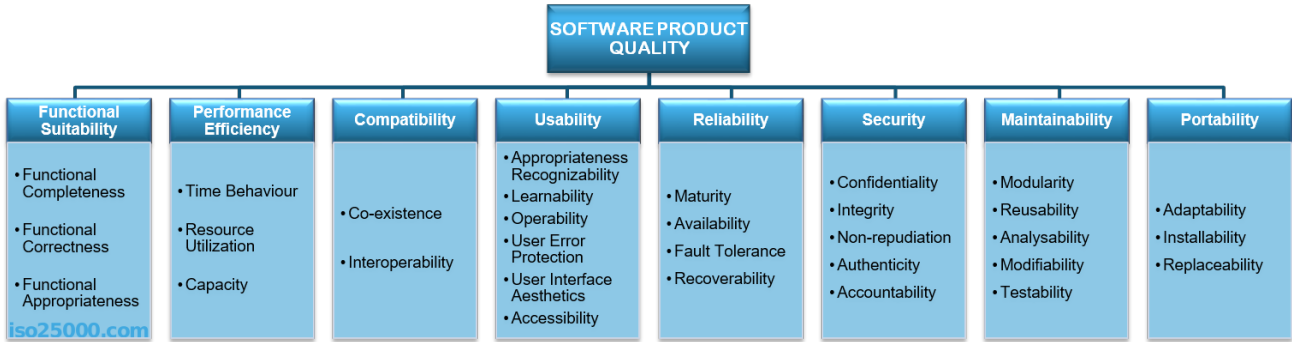 SOFTWARE PRODUCT
QUALITY
Functional
Suitability
• Functional
Completeness
• Functional
Correctness
• Functional
Appropriateness
iso25000.com
Performance
Efficiency
• Time Behaviour
• Resource
Utilization
• Capacity
Compatibility
• Co-existence
• Interoperability
Usability
• Appropriateness
Recognizability
• Learnability
• Operability
• User Error
Protection
• User Interface
Aesthetics
• Accessibility
Reliability
• Maturity
• Availability
• Fault Tolerance
• Recoverability
Security
• Confidentiality
• Integrity
• Non-repudiation
• Authenticity
• Accountability
Maintainability
• Modularity
• Reusability
• Analysability
• Modifiability
• Testability
Portability
• Adaptability
• Installability
• Replaceability